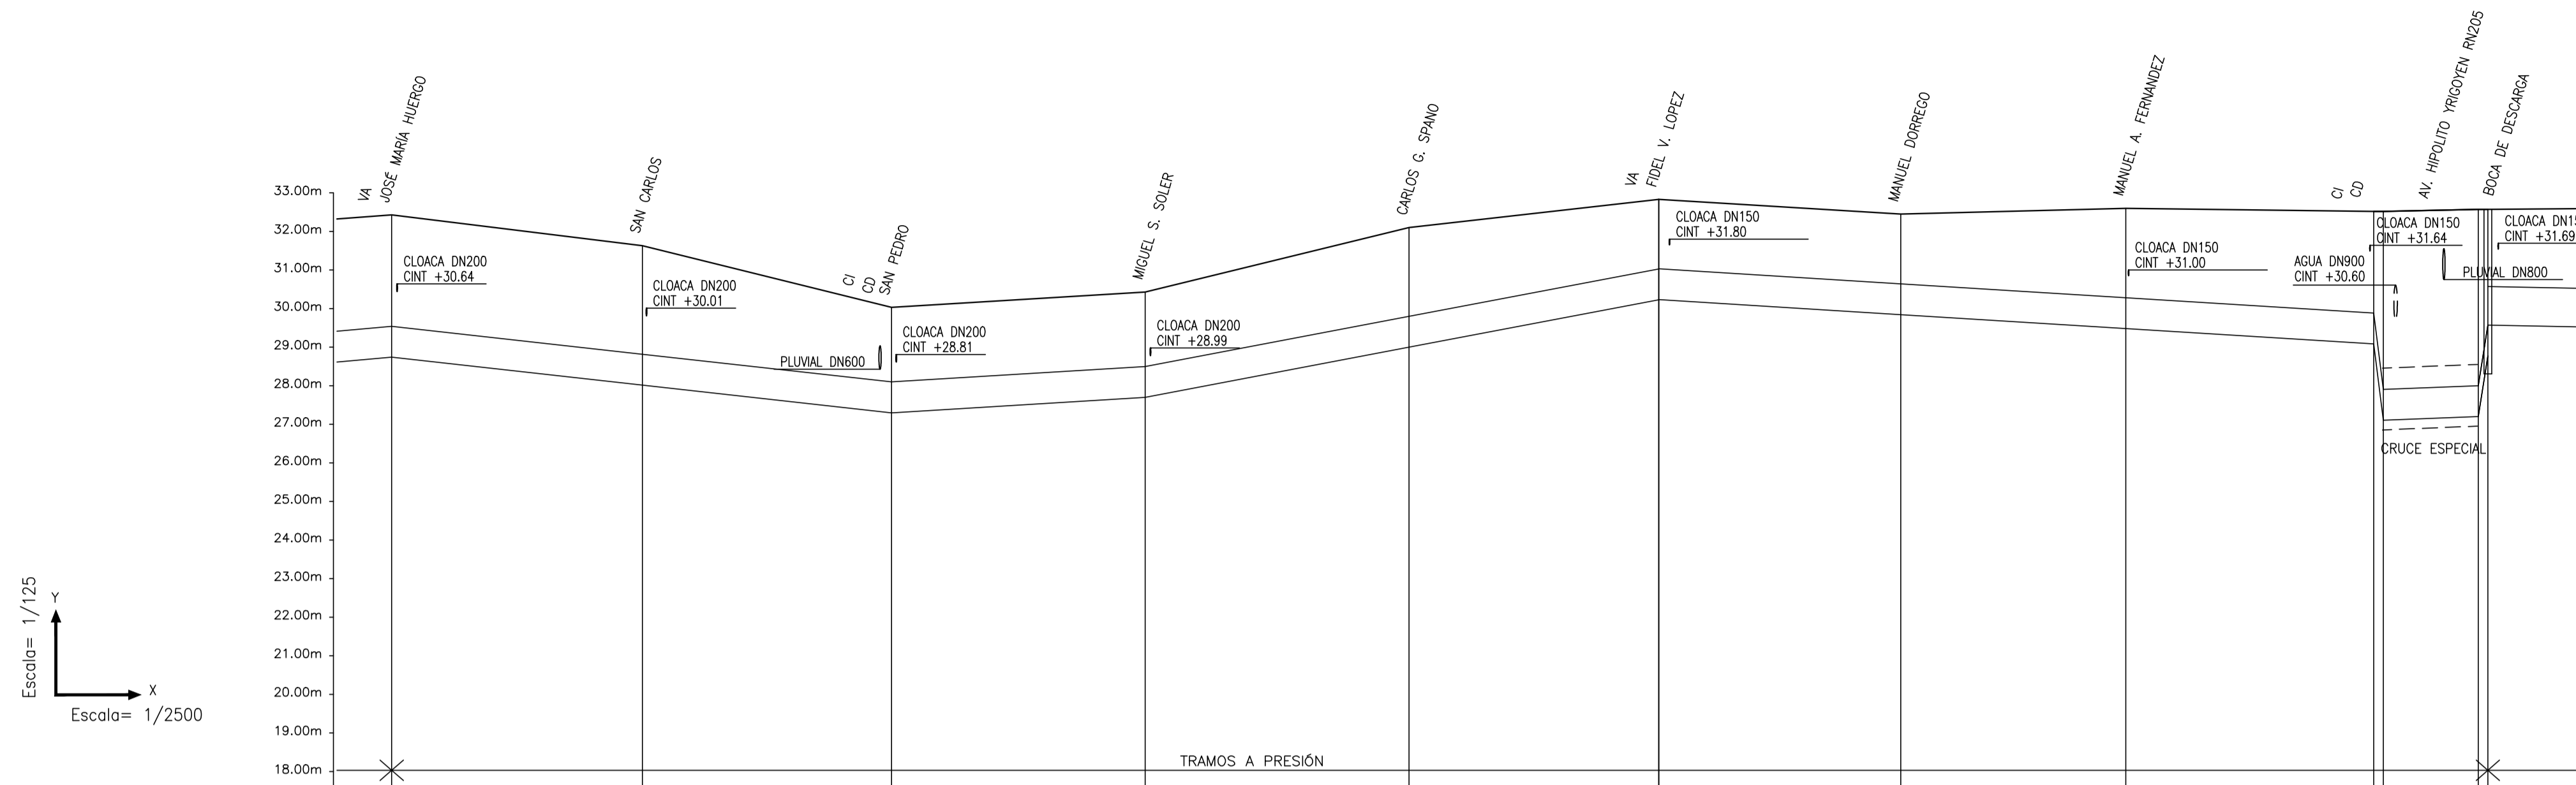 AV. HIPOLITO YRIGOYEN RN205
MANUEL A. FERNANDEZ
BOCA DE DESCARGA
JOSÉ MARÍA HUERGO
VA
FIDEL V. LOPEZ
VA
MANUEL DORREGO
CARLOS G. SPANO
SAN CARLOS
MIGUEL S. SOLER
CI
CD
SAN PEDRO
CI
CD
33.00m
32.00m
31.00m
30.00m
29.00m
28.00m
27.00m
26.00m
25.00m
24.00m
23.00m
22.00m
21.00m
20.00m
19.00m
18.00m
CLOACA DN200
CINT +30.64
CLOACA DN200
CINT +30.01
PLUVIAL DN600
CLOACA DN200
CINT +28.81
CLOACA DN200
CINT +28.99
CLOACA DN150
CINT +31.80
CLOACA DN150
CINT +31.00
CLOACA DN150
CINT +31.64
AGUA DN900
CINT +30.60
PLUVIAL DN800
CLOACA DN15
CINT +31.69
CRUCE ESPECIAL
TRAMOS A PRESIÓN
Escala= 1/125
Y
X
Escala= 1/2500